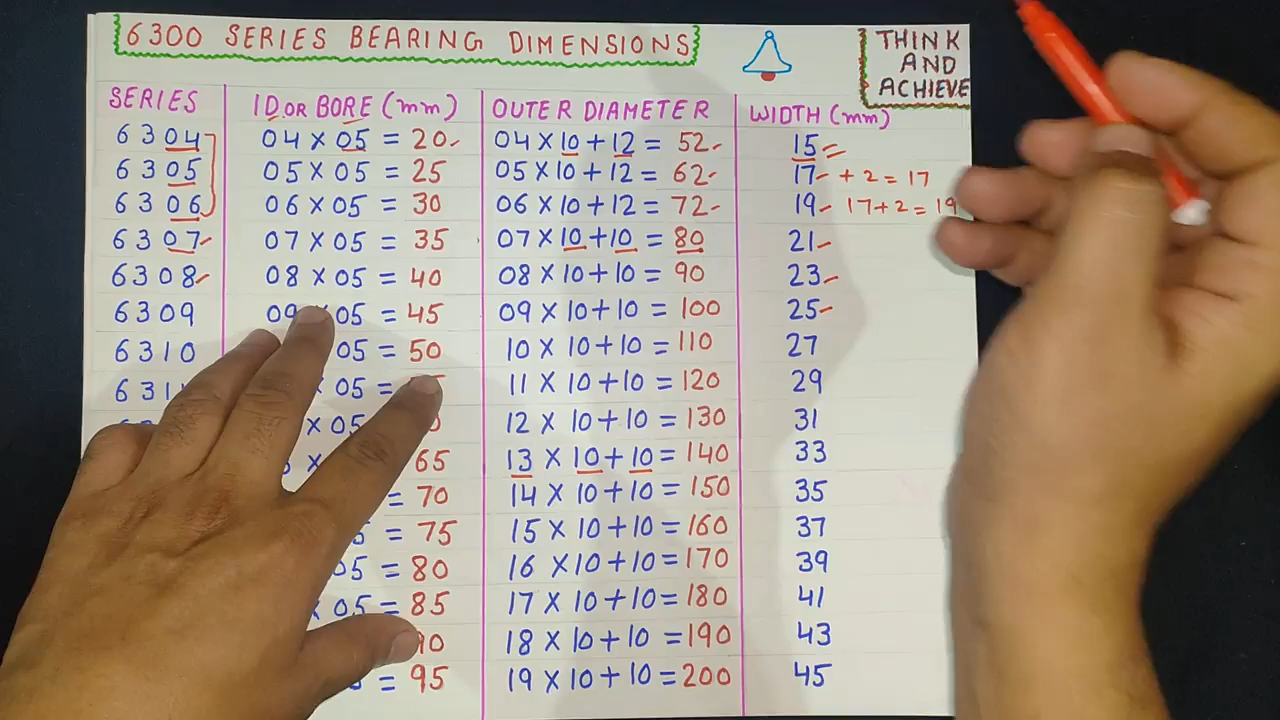 6300 SERIES BEARING DIMENSIONS
THINK
AND
ACHIEVE
SERIES ID OR BORE (mm) OUTER DIAMETER WIDTH (mm)
6304 04 X 05 = 20 04 X 10 + 12 = 52 15
6305 05 X 05 = 25 05 X 10 + 12 = 62 17 + 2 = 17
6306 06 X 05 = 30 06 X 10 + 12 = 72 19 17 + 2 = 19
6307 07 X 05 = 35 07 X 10 + 10 = 80 21
6308 08 X 05 = 40 08 X 10 + 10 = 90 23
6309 09 X 05 = 45 09 X 10 + 10 = 100 25
6310 05 = 50 10 X 10 + 10 = 110 27
631 X 05 = 11 X 10 + 10 = 120 29
X 05 12 X 10 + 10 = 130 31
X 65 13 X 10 + 10 = 140 33
= 70 14 X 10 + 10 = 150 35
= 75 15 X 10 + 10 = 160 37
05 = 80 16 X 10 + 10 = 170 39
X 05 = 85 17 X 10 + 10 = 180 41
90 18 X 10 + 10 = 190 43
= 95 19 X 10 + 10 = 200 45